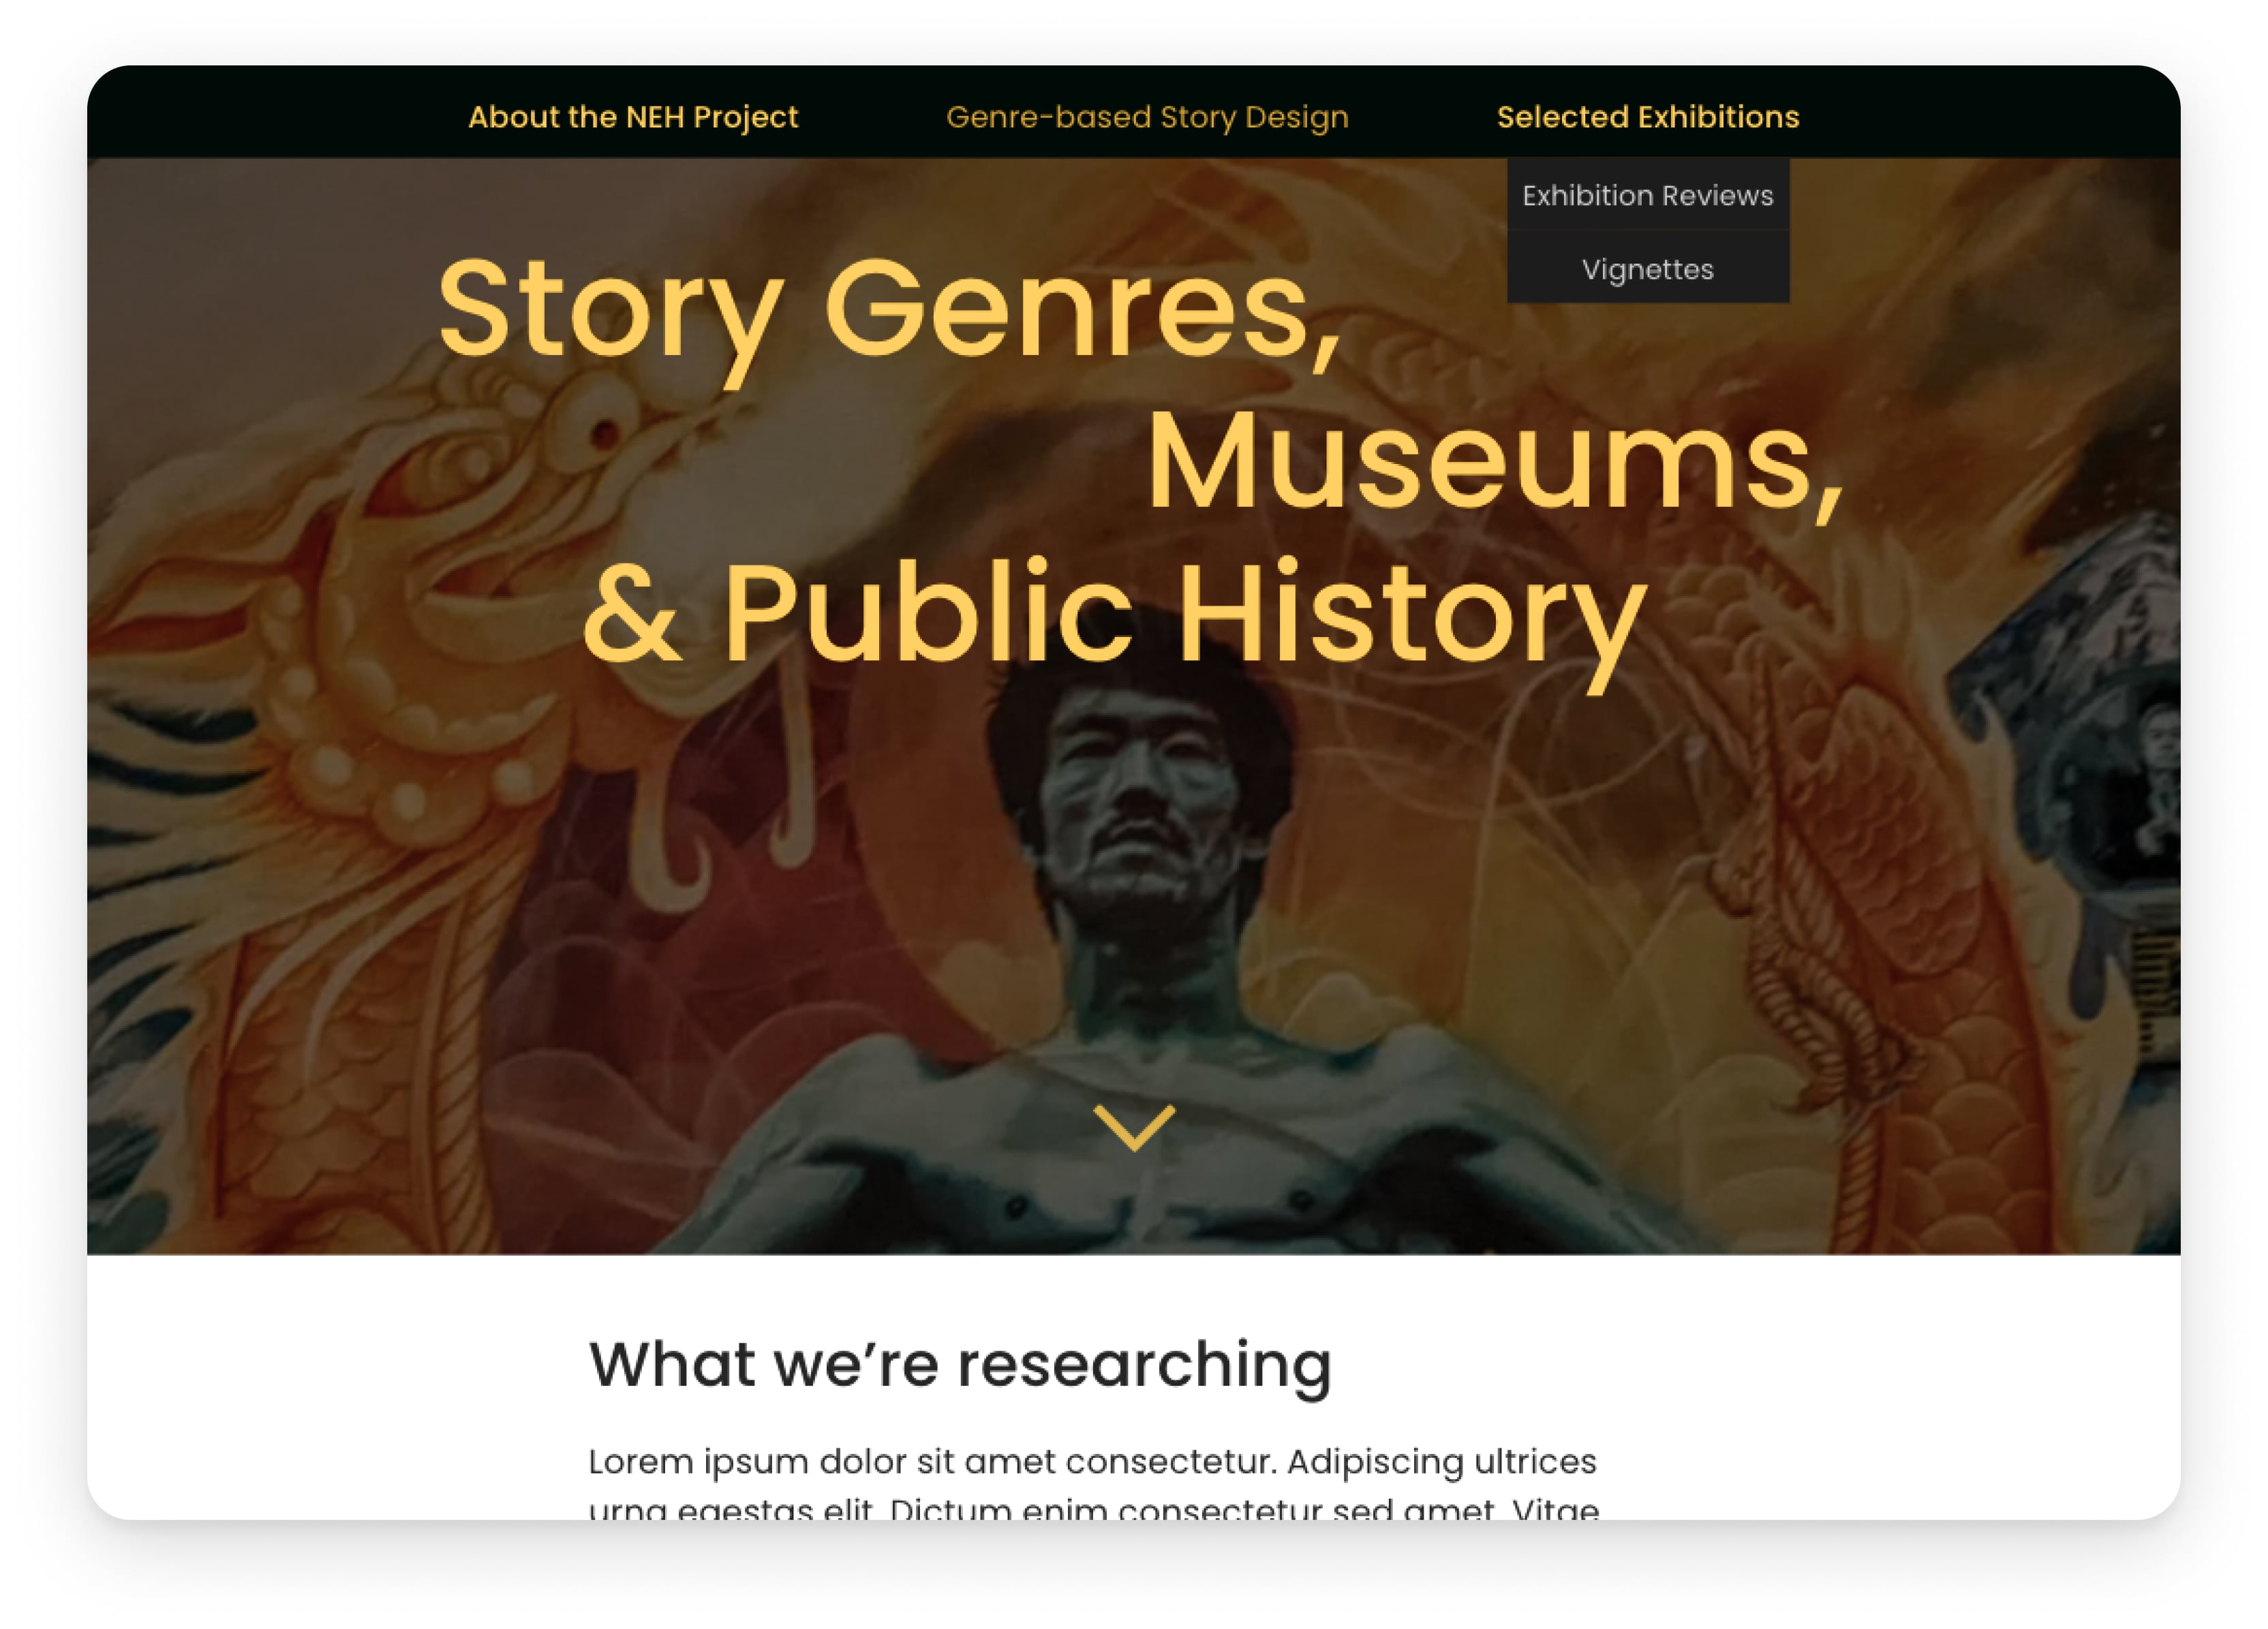 About the NEH Project Genre-based Story Design Selected Exhibitions
Exhibition Reviews
Vignettes
Story Genres,
Museums,
& Public History
What we’re researching
Lorem ipsum dolor sit amet consectetur. Adipiscing ultrices
urna egestas elit. Dictum enim consectetur sed amet. Vitae